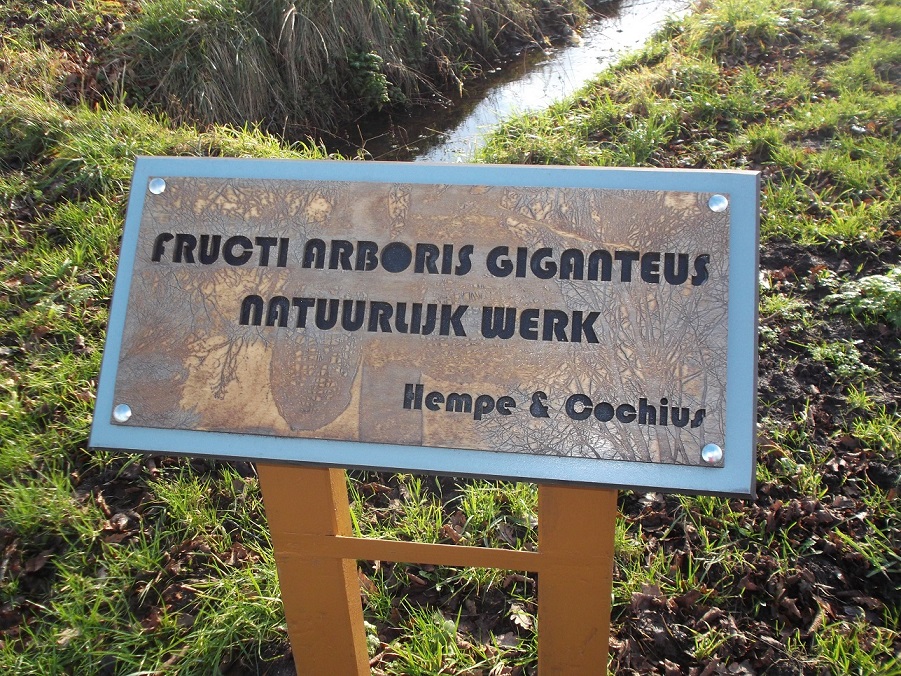 FRUCTI ARBORIS GIGANTEUS
NATUURLIJK WERK
Hempe & Cochius